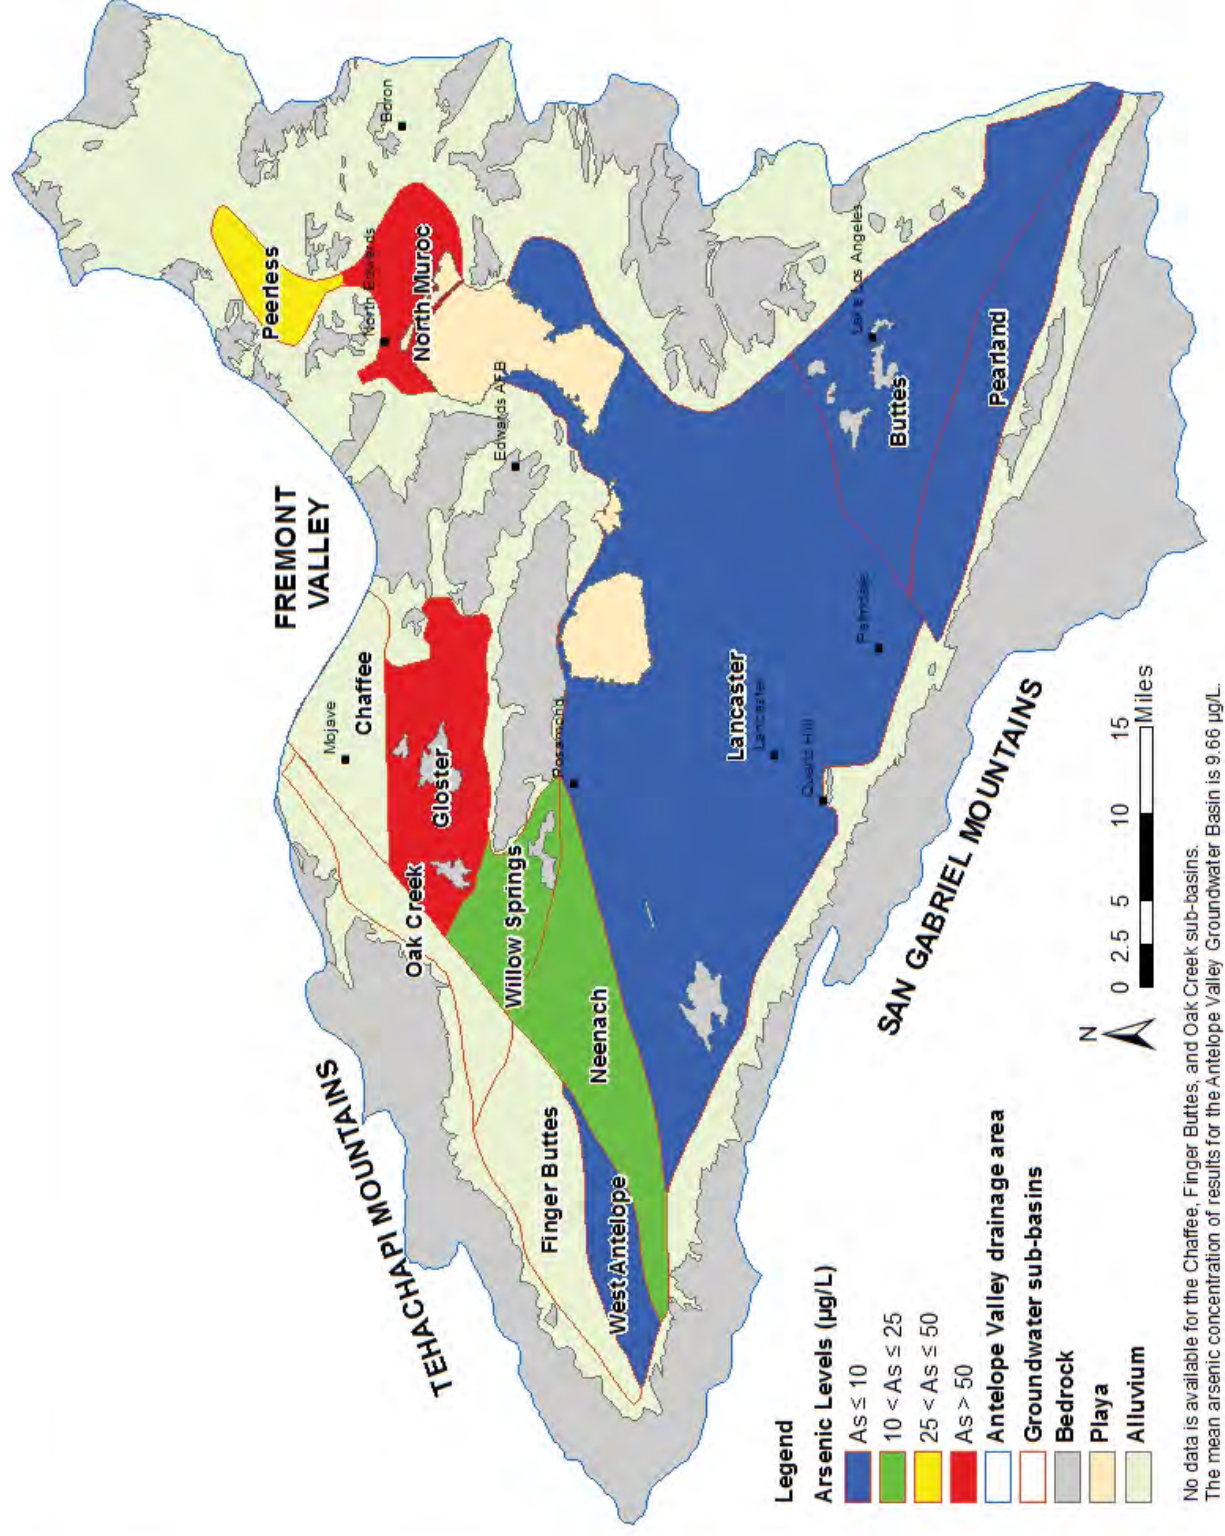 FREMONT
VALLEY
TEHACHAPI MOUNTAINS
SAN GABRIEL MOUNTAINS
Peerless
North Edwards
North Muroc
Boron
Edwards AFB
Mojave
Chaffee
Gloster
Oak Creek
Willow Springs
Rosamond
Neenach
Finger Buttes
West Antelope
Lancaster
Lancaster
Quartz Hill
Palmdale
Lake Los Angeles
Buttes
Pearland
Legend
Arsenic Levels (µg/L)
As ≤ 10
10 < As ≤ 25
25 < As ≤ 50
As > 50
Antelope Valley drainage area
Groundwater sub-basins
Bedrock
Playa
Alluvium
N
0 2.5 5 10 15
Miles
No data is available for the Chaffee, Finger Buttes, and Oak Creek sub-basins.
The mean arsenic concentration of results for the Antelope Valley Groundwater Basin is 9.66 µg/L.